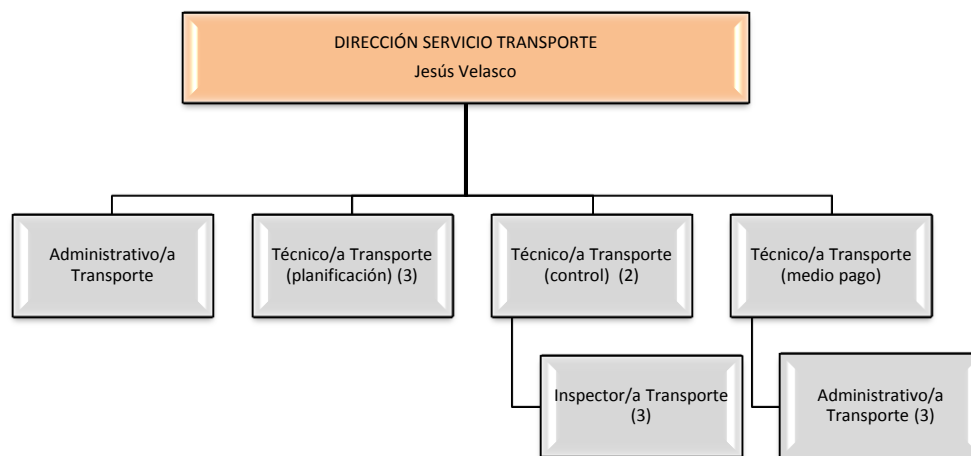 DIRECCIÓN SERVICIO TRANSPORTE
Jesús Velasco
Administrativo/a
Transporte
Técnico/a Transporte
(planificación) (3)
Técnico/a Transporte
(control) (2)
Técnico/a Transporte
(medio pago)
Inspector/a Transporte
(3)
Administrativo/a
Transporte (3)